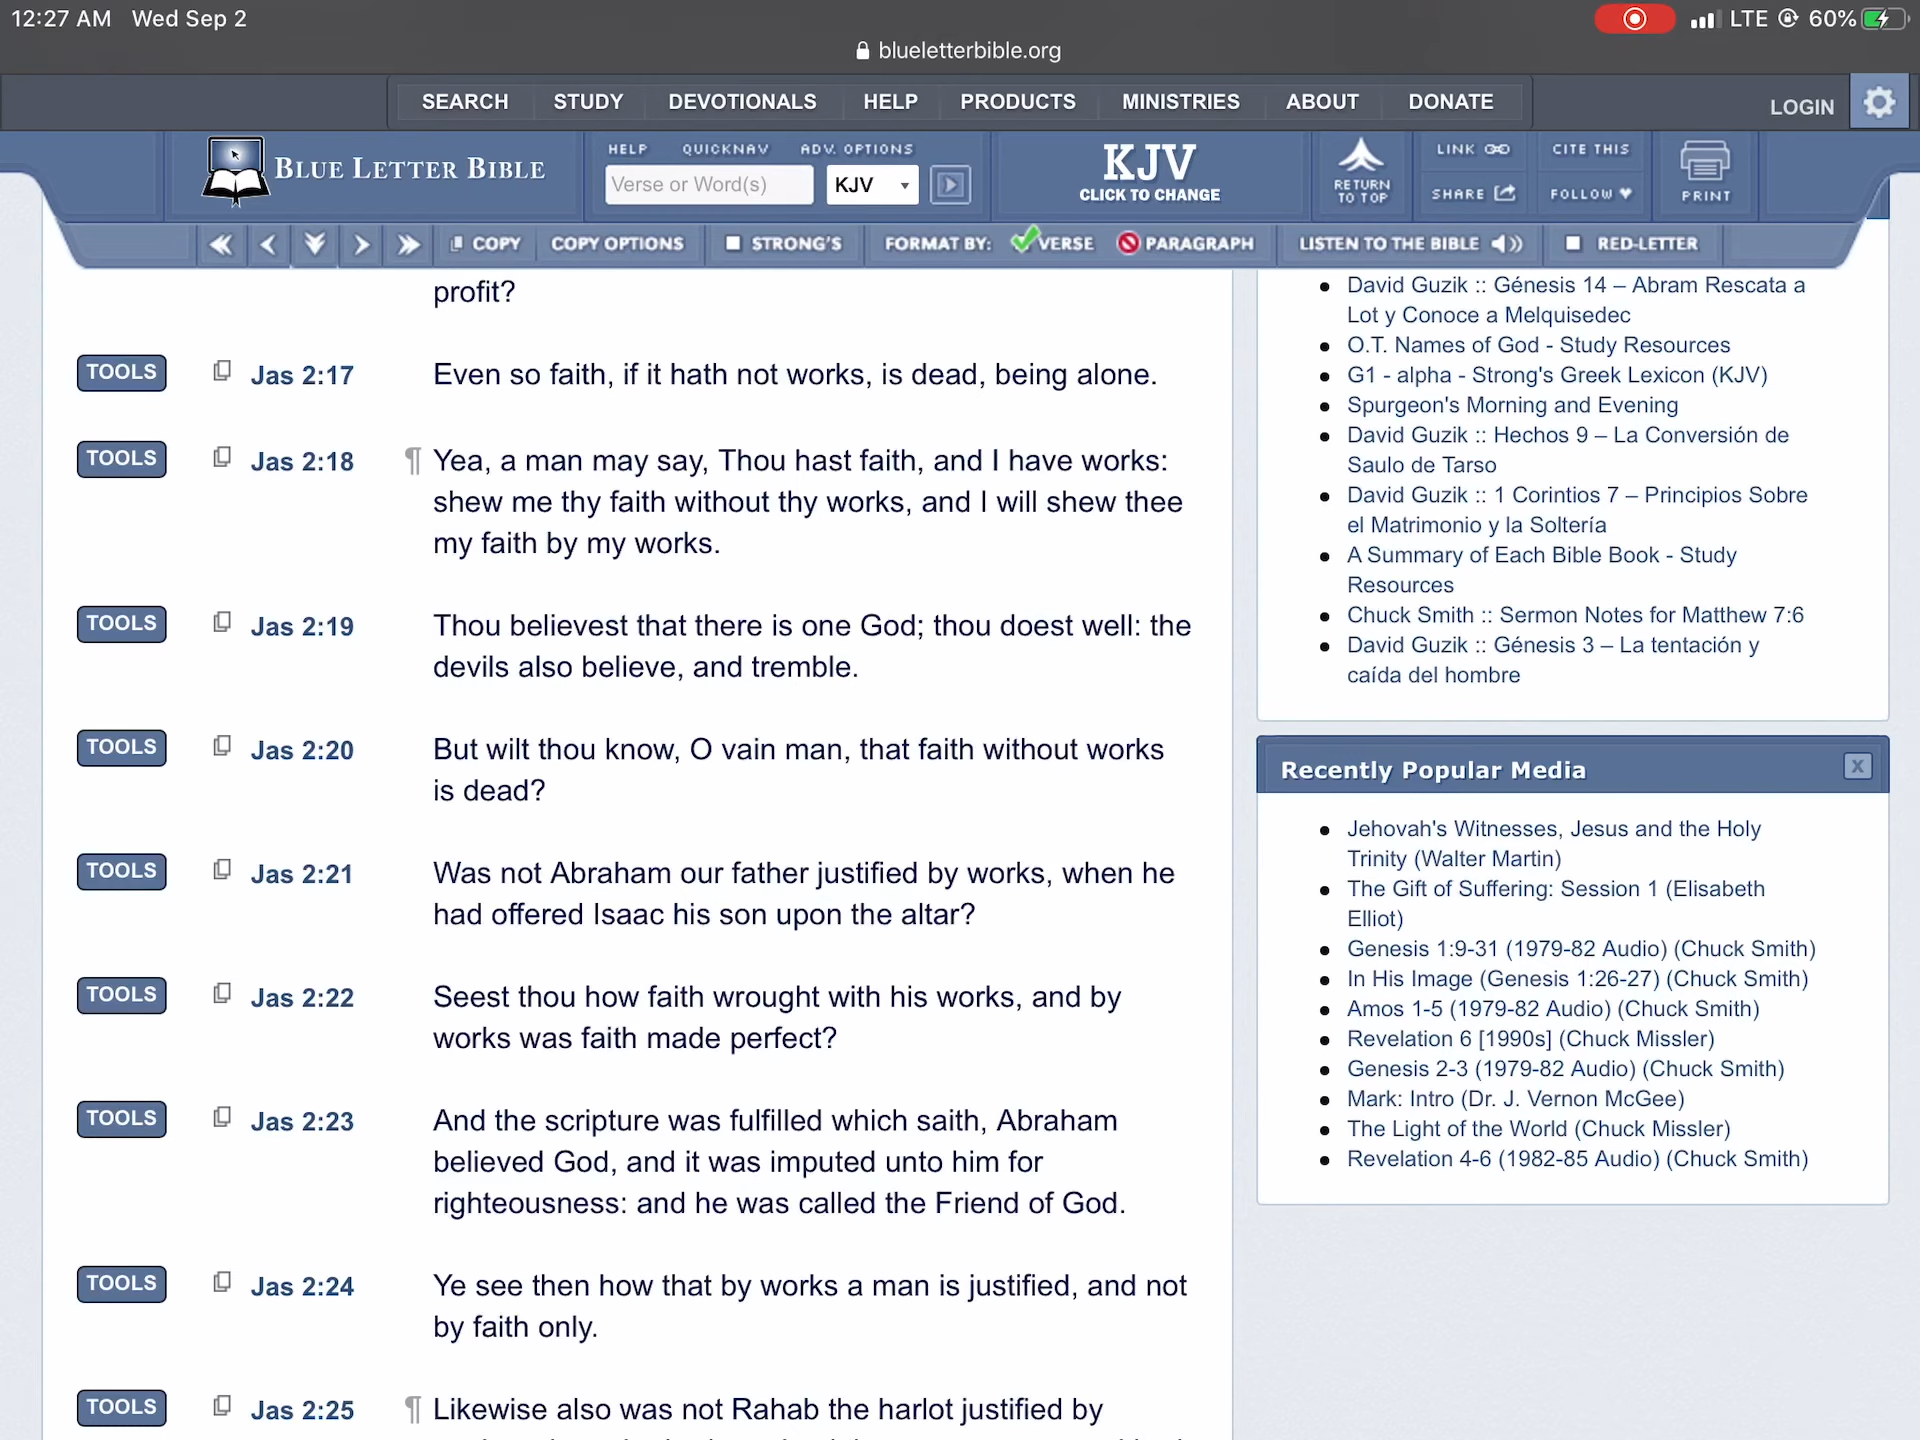 12:27 AM Wed Sep 2
LTE 60%
blueletterbible.org
SEARCH STUDY DEVOTIONALS HELP PRODUCTS MINISTRIES ABOUT DONATE LOGIN
BLUE LETTER BIBLE
HELP QUICKNAV ADV. OPTIONS
Verse or Word(s) KJV
KJV
CLICK TO CHANGE
RETURN
TO TOP
LINK
SHARE
CITE THIS
FOLLOW
PRINT
COPY COPY OPTIONS STRONG'S FORMAT BY: VERSE PARAGRAPH LISTEN TO THE BIBLE RED-LETTER
profit?
TOOLS Jas 2:17 Even so faith, if it hath not works, is dead, being alone.
TOOLS Jas 2:18 ¶ Yea, a man may say, Thou hast faith, and I have works:
shew me thy faith without thy works, and I will shew thee
my faith by my works.
TOOLS Jas 2:19 Thou believest that there is one God; thou doest well: the
devils also believe, and tremble.
TOOLS Jas 2:20 But wilt thou know, O vain man, that faith without works
is dead?
TOOLS Jas 2:21 Was not Abraham our father justified by works, when he
had offered Isaac his son upon the altar?
TOOLS Jas 2:22 Seest thou how faith wrought with his works, and by
works was faith made perfect?
TOOLS Jas 2:23 And the scripture was fulfilled which saith, Abraham
believed God, and it was imputed unto him for
righteousness: and he was called the Friend of God.
TOOLS Jas 2:24 Ye see then how that by works a man is justified, and not
by faith only.
TOOLS Jas 2:25 ¶ Likewise also was not Rahab the harlot justified by
David Guzik :: Génesis 14 – Abram Rescata a
Lot y Conoce a Melquisedec
O.T. Names of God - Study Resources
G1 - alpha - Strong's Greek Lexicon (KJV)
Spurgeon's Morning and Evening
David Guzik :: Hechos 9 – La Conversión de
Saulo de Tarso
David Guzik :: 1 Corintios 7 – Principios Sobre
el Matrimonio y la Soltería
A Summary of Each Bible Book - Study
Resources
Chuck Smith :: Sermon Notes for Matthew 7:6
David Guzik :: Génesis 3 – La tentación y
caída del hombre
Recently Popular Media X
Jehovah's Witnesses, Jesus and the Holy
Trinity (Walter Martin)
The Gift of Suffering: Session 1 (Elisabeth
Elliot)
Genesis 1:9-31 (1979-82 Audio) (Chuck Smith)
In His Image (Genesis 1:26-27) (Chuck Smith)
Amos 1-5 (1979-82 Audio) (Chuck Smith)
Revelation 6 [1990s] (Chuck Missler)
Genesis 2-3 (1979-82 Audio) (Chuck Smith)
Mark: Intro (Dr. J. Vernon McGee)
The Light of the World (Chuck Missler)
Revelation 4-6 (1982-85 Audio) (Chuck Smith)